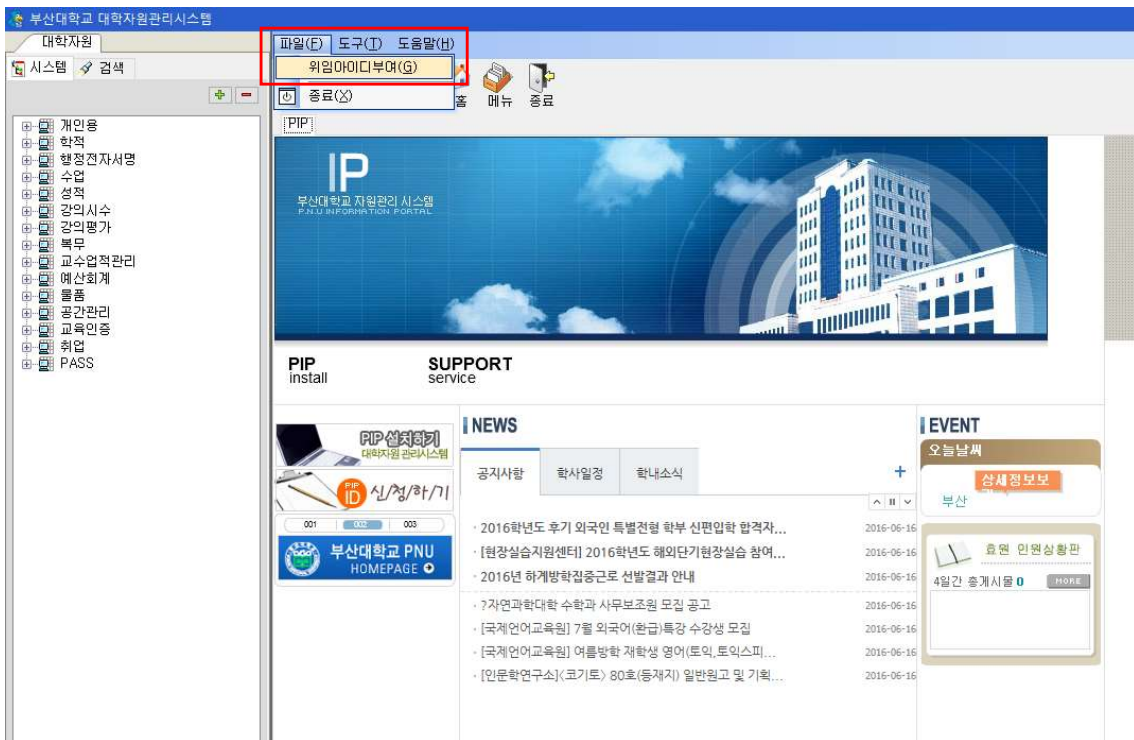 부산대학교 대학자원관리시스템
대학자원
시스템 검색
파일(F) 도구(T) 도움말(H)
위임아이디부여(G)
종료(X)
홈 메뉴 종료
PIP
개인용
학적
행정전자서명
수업
성적
강의시수
강의평가
복무
교수업적관리
예산회계
물품
공간관리
교육인증
취업
PASS
IP
부산대학교 자원관리 시스템
P.N.U INFORMATION PORTAL
PIP
install
SUPPORT
service
PIP 설치하기
대학자원 관리시스템
PIP ID 신/청/하/기
001 002 003
부산대학교 PNU
HOMEPAGE
NEWS
공지사항 학사일정 학내소식 +
· 2016학년도 후기 외국인 특별전형 학부 신편입학 합격자... 2016-06-16
· [현장실습지원센터] 2016학년도 해외단기현장실습 참여... 2016-06-16
· 2016년 하계방학집중근로 선발결과 안내 2016-06-16
· ?자연과학대학 수학과 사무보조원 모집 공고 2016-06-16
· [국제언어교육원] 7월 외국어(환급)특강 수강생 모집 2016-06-16
· [국제언어교육원] 여름방학 재학생 영어(토익,토익스피... 2016-06-16
· [인문학연구소]<코기토> 80호(등재지) 일반원고 및 기획... 2016-06-16
EVENT
오늘날씨
상세정보보
부산
효원 인원상황판
4일간 총게시물 0 MORE